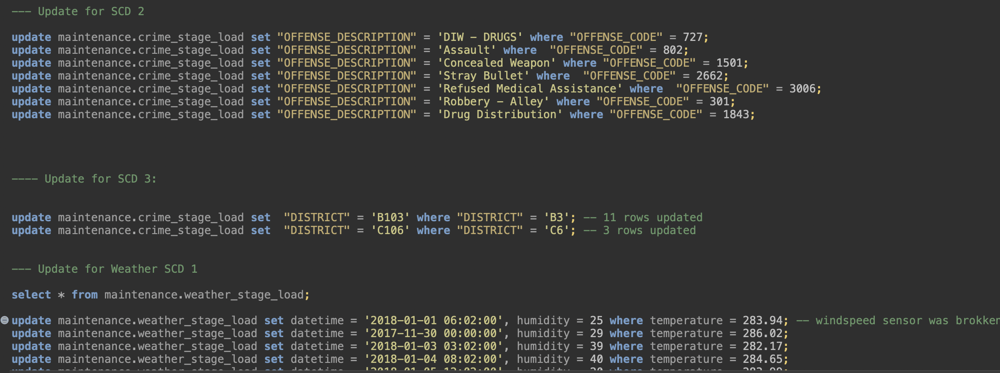 --- Update for SCD 2
update maintenance.crime_stage_load set "OFFENSE_DESCRIPTION" = 'DIW - DRUGS' where "OFFENSE_CODE" = 727;
update maintenance.crime_stage_load set "OFFENSE_DESCRIPTION" = 'Assault' where  "OFFENSE_CODE" = 802;
update maintenance.crime_stage_load set "OFFENSE_DESCRIPTION" = 'Concealed Weapon' where "OFFENSE_CODE" = 1501;
update maintenance.crime_stage_load set "OFFENSE_DESCRIPTION" = 'Stray Bullet' where  "OFFENSE_CODE" = 2662;
update maintenance.crime_stage_load set "OFFENSE_DESCRIPTION" = 'Refused Medical Assistance' where  "OFFENSE_CODE" = 3006;
update maintenance.crime_stage_load set "OFFENSE_DESCRIPTION" = 'Robbery - Alley' where "OFFENSE_CODE" = 301;
update maintenance.crime_stage_load set "OFFENSE_DESCRIPTION" = 'Drug Distribution' where "OFFENSE_CODE" = 1843;
---- Update for SCD 3:
update maintenance.crime_stage_load set  "DISTRICT" = 'B103' where "DISTRICT" = 'B3'; -- 11 rows updated
update maintenance.crime_stage_load set  "DISTRICT" = 'C106' where "DISTRICT" = 'C6'; -- 3 rows updated
--- Update for Weather SCD 1
select * from maintenance.weather_stage_load;
update maintenance.weather_stage_load set datetime = '2018-01-01 06:02:00', humidity = 25 where temperature = 283.94; -- windspeed sensor was brokken
update maintenance.weather_stage_load set datetime = '2017-11-30 00:00:00', humidity = 29 where temperature = 286.02;
update maintenance.weather_stage_load set datetime = '2018-01-03 03:02:00', humidity = 39 where temperature = 282.17;
update maintenance.weather_stage_load set datetime = '2018-01-04 08:02:00', humidity = 40 where temperature = 284.65;